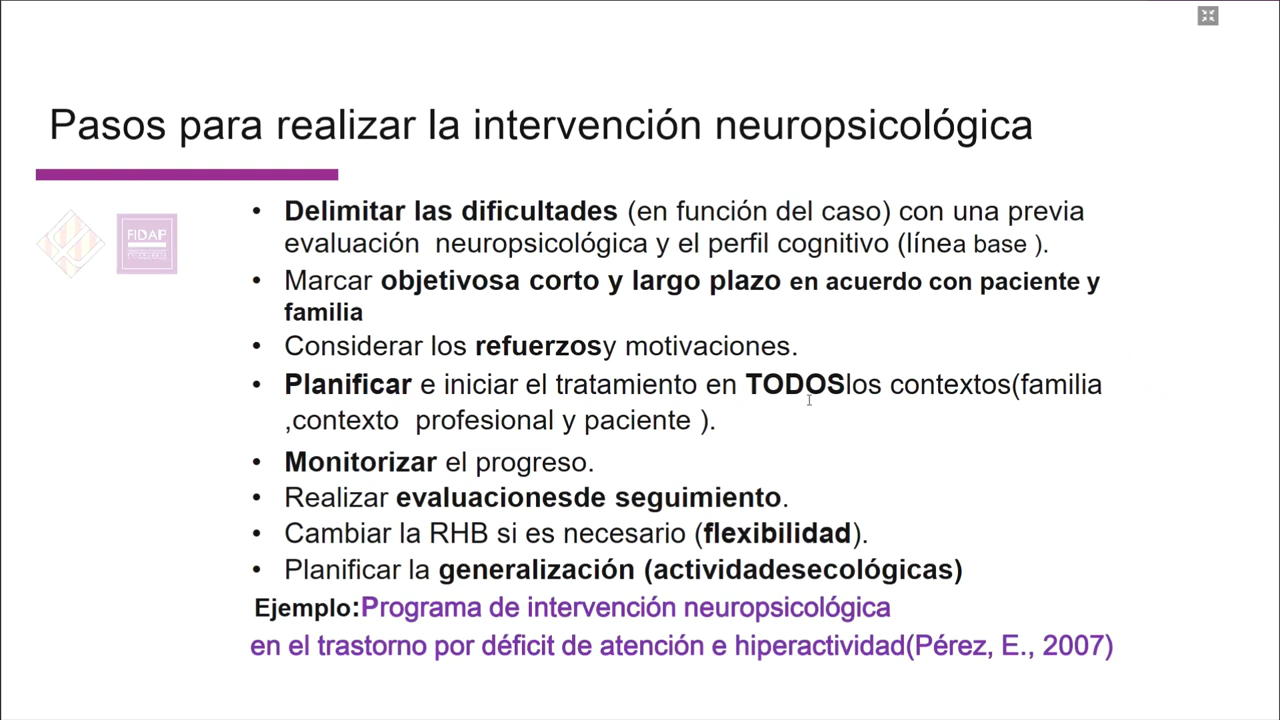 Pasos para realizar la intervención neuropsicológica
FIDAP
• Delimitar las dificultades (en función del caso) con una previa
evaluación neuropsicológica y el perfil cognitivo (línea base ).
• Marcar objetivosa corto y largo plazo en acuerdo con paciente y
familia
• Considerar los refuerzosy motivaciones.
• Planificar e iniciar el tratamiento en TODOSlos contextos(familia
,contexto profesional y paciente ).
• Monitorizar el progreso.
• Realizar evaluacionesde seguimiento.
• Cambiar la RHB si es necesario (flexibilidad).
• Planificar la generalización (actividadesecológicas)
Ejemplo:Programa de intervención neuropsicológica
en el trastorno por déficit de atención e hiperactividad(Pérez, E., 2007)